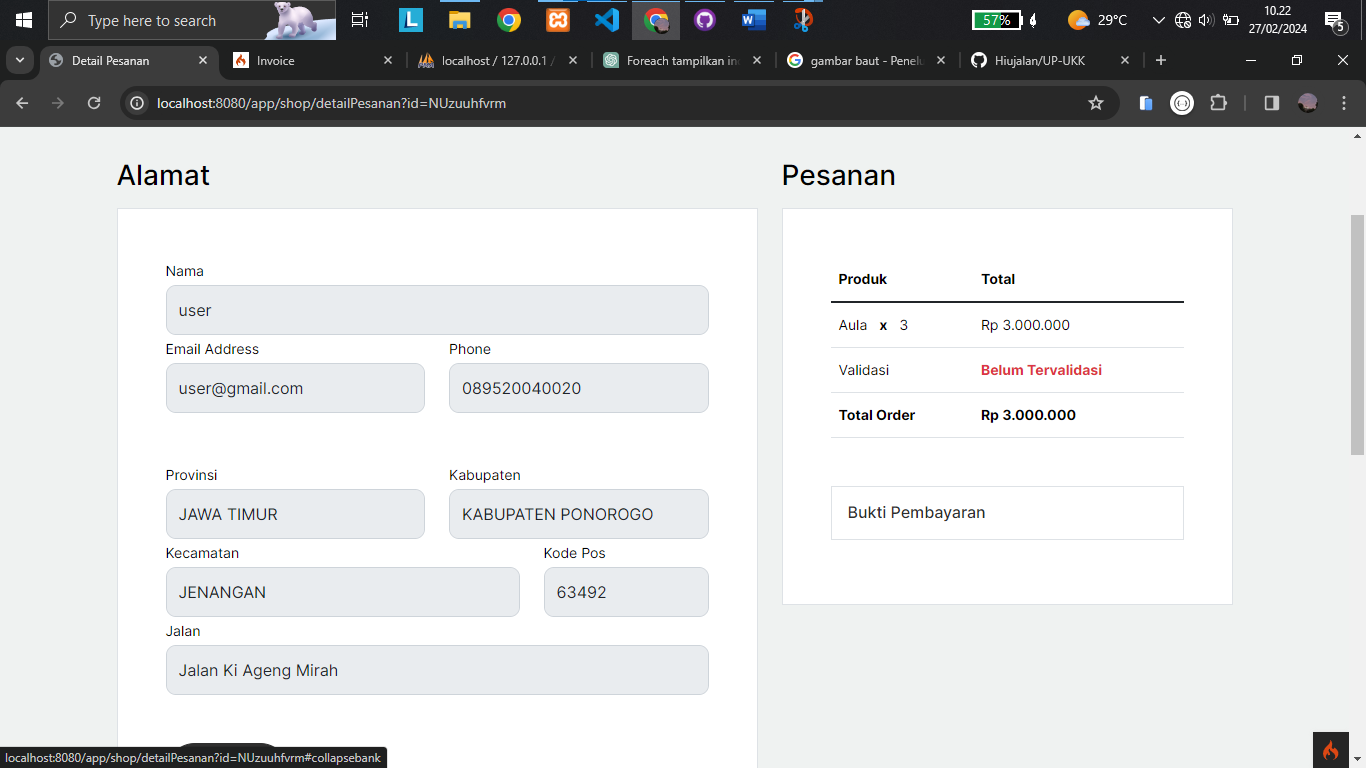 Type here to search
L
57%
29°C
10.22
27/02/2024
5
Detail Pesanan
Invoice
localhost / 127.0.0.1 /
Foreach tampilkan in
gambar baut - Penelu
Hiujalan/UP-UKK
localhost:8080/app/shop/detailPesanan?id=NUzuuhfvrm
Alamat
Nama
user
Email Address
Phone
user@gmail.com
089520040020
Provinsi
Kabupaten
JAWA TIMUR
KABUPATEN PONOROGO
Kecamatan
Kode Pos
JENANGAN
63492
Jalan
Jalan Ki Ageng Mirah
Pesanan
Produk
Total
Aula x 3
Rp 3.000.000
Validasi
Belum Tervalidasi
Total Order
Rp 3.000.000
Bukti Pembayaran
localhost:8080/app/shop/detailPesanan?id=NUzuuhfvrm#collapsebank